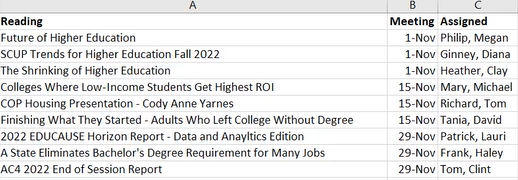 A B C
Reading Meeting Assigned
Future of Higher Education 1-Nov Philip, Megan
SCUP Trends for Higher Education Fall 2022 1-Nov Ginney, Diana
The Shrinking of Higher Education 1-Nov Heather, Clay
Colleges Where Low-Income Students Get Highest ROI 15-Nov Mary, Michael
COP Housing Presentation - Cody Anne Yarnes 15-Nov Richard, Tom
Finishing What They Started - Adults Who Left College Without Degree 15-Nov Tania, David
2022 EDUCAUSE Horizon Report - Data and Anayltics Edition 29-Nov Patrick, Lauri
A State Eliminates Bachelor's Degree Requirement for Many Jobs 29-Nov Frank, Haley
AC4 2022 End of Session Report 29-Nov Tom, Clint